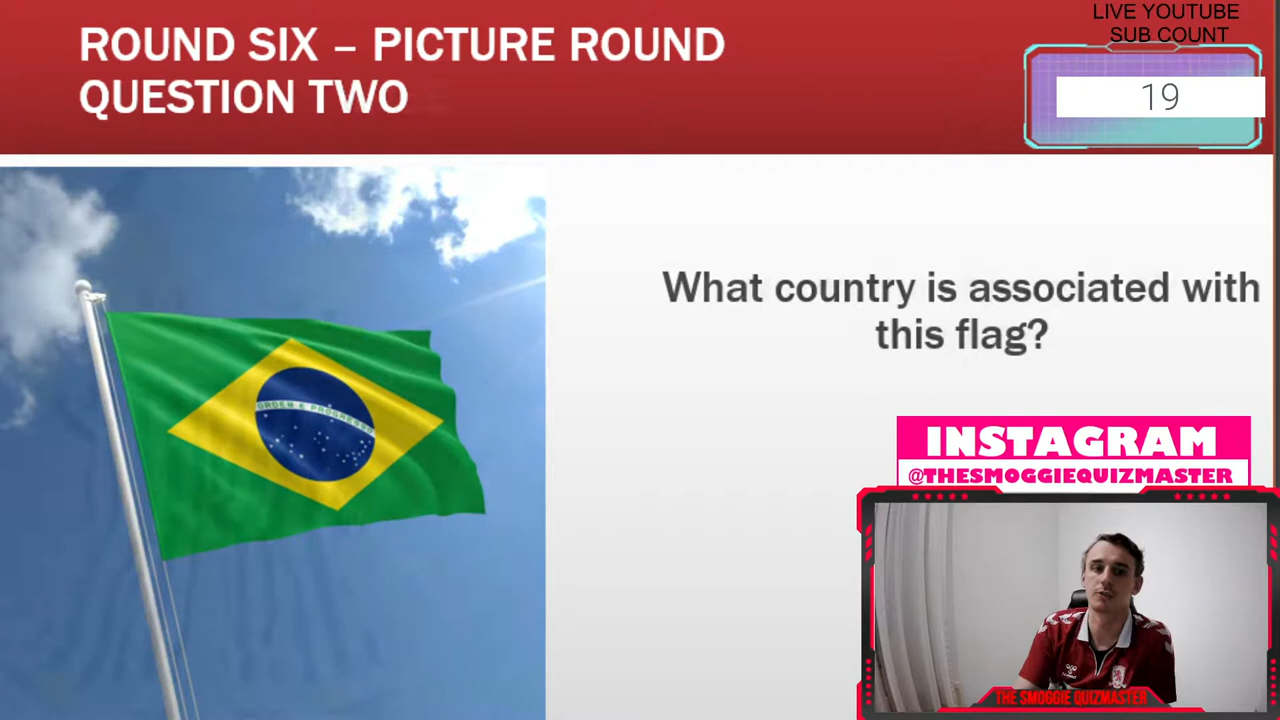 ROUND SIX – PICTURE ROUND
QUESTION TWO
LIVE YOUTUBE
SUB COUNT
19
ORDEM E PROGRESSO
What country is associated with
this flag?
INSTAGRAM
@THESMOGGIEQUIZMASTER
THE SMOGGIE QUIZMASTER